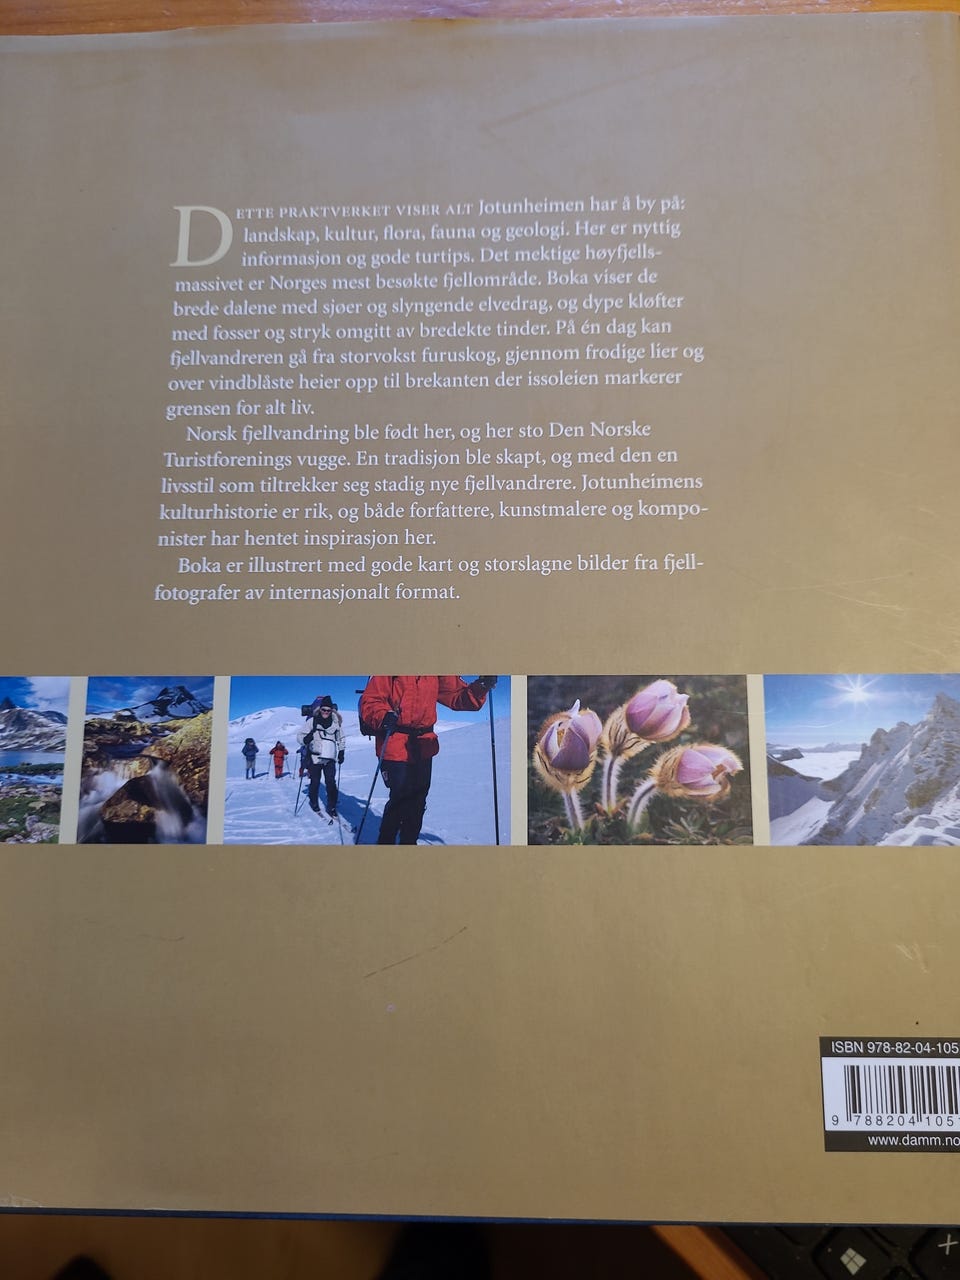 DETTE PRAKTVERKET VISER ALT Jotunheimen har å by på:
landskap, kultur, flora, fauna og geologi. Her er nyttig
informasjon og gode turtips. Det mektige høyfjells-
massivet er Norges mest besøkte fjellområde. Boka viser de
brede dalene med sjøer og slyngende elvedrag, og dype kløfter
med fosser og stryk omgitt av bredekte tinder. På én dag kan
fjellvandreren gå fra storvokst furuskog, gjennom frodige lier og
over vindblåste heier opp til brekanten der issoleien markerer
grensen for alt liv.
Norsk fjellvandring ble født her, og her sto Den Norske
Turistforenings vugge. En tradisjon ble skapt, og med den en
livsstil som tiltrekker seg stadig nye fjellvandrere. Jotunheimens
kulturhistorie er rik, og både forfattere, kunstmalere og kompo-
nister har hentet inspirasjon her.
Boka er illustrert med gode kart og storslagne bilder fra fjell-
fotografer av internasjonalt format.
ISBN 978-82-04-105
9 788204 105
www.damm.no